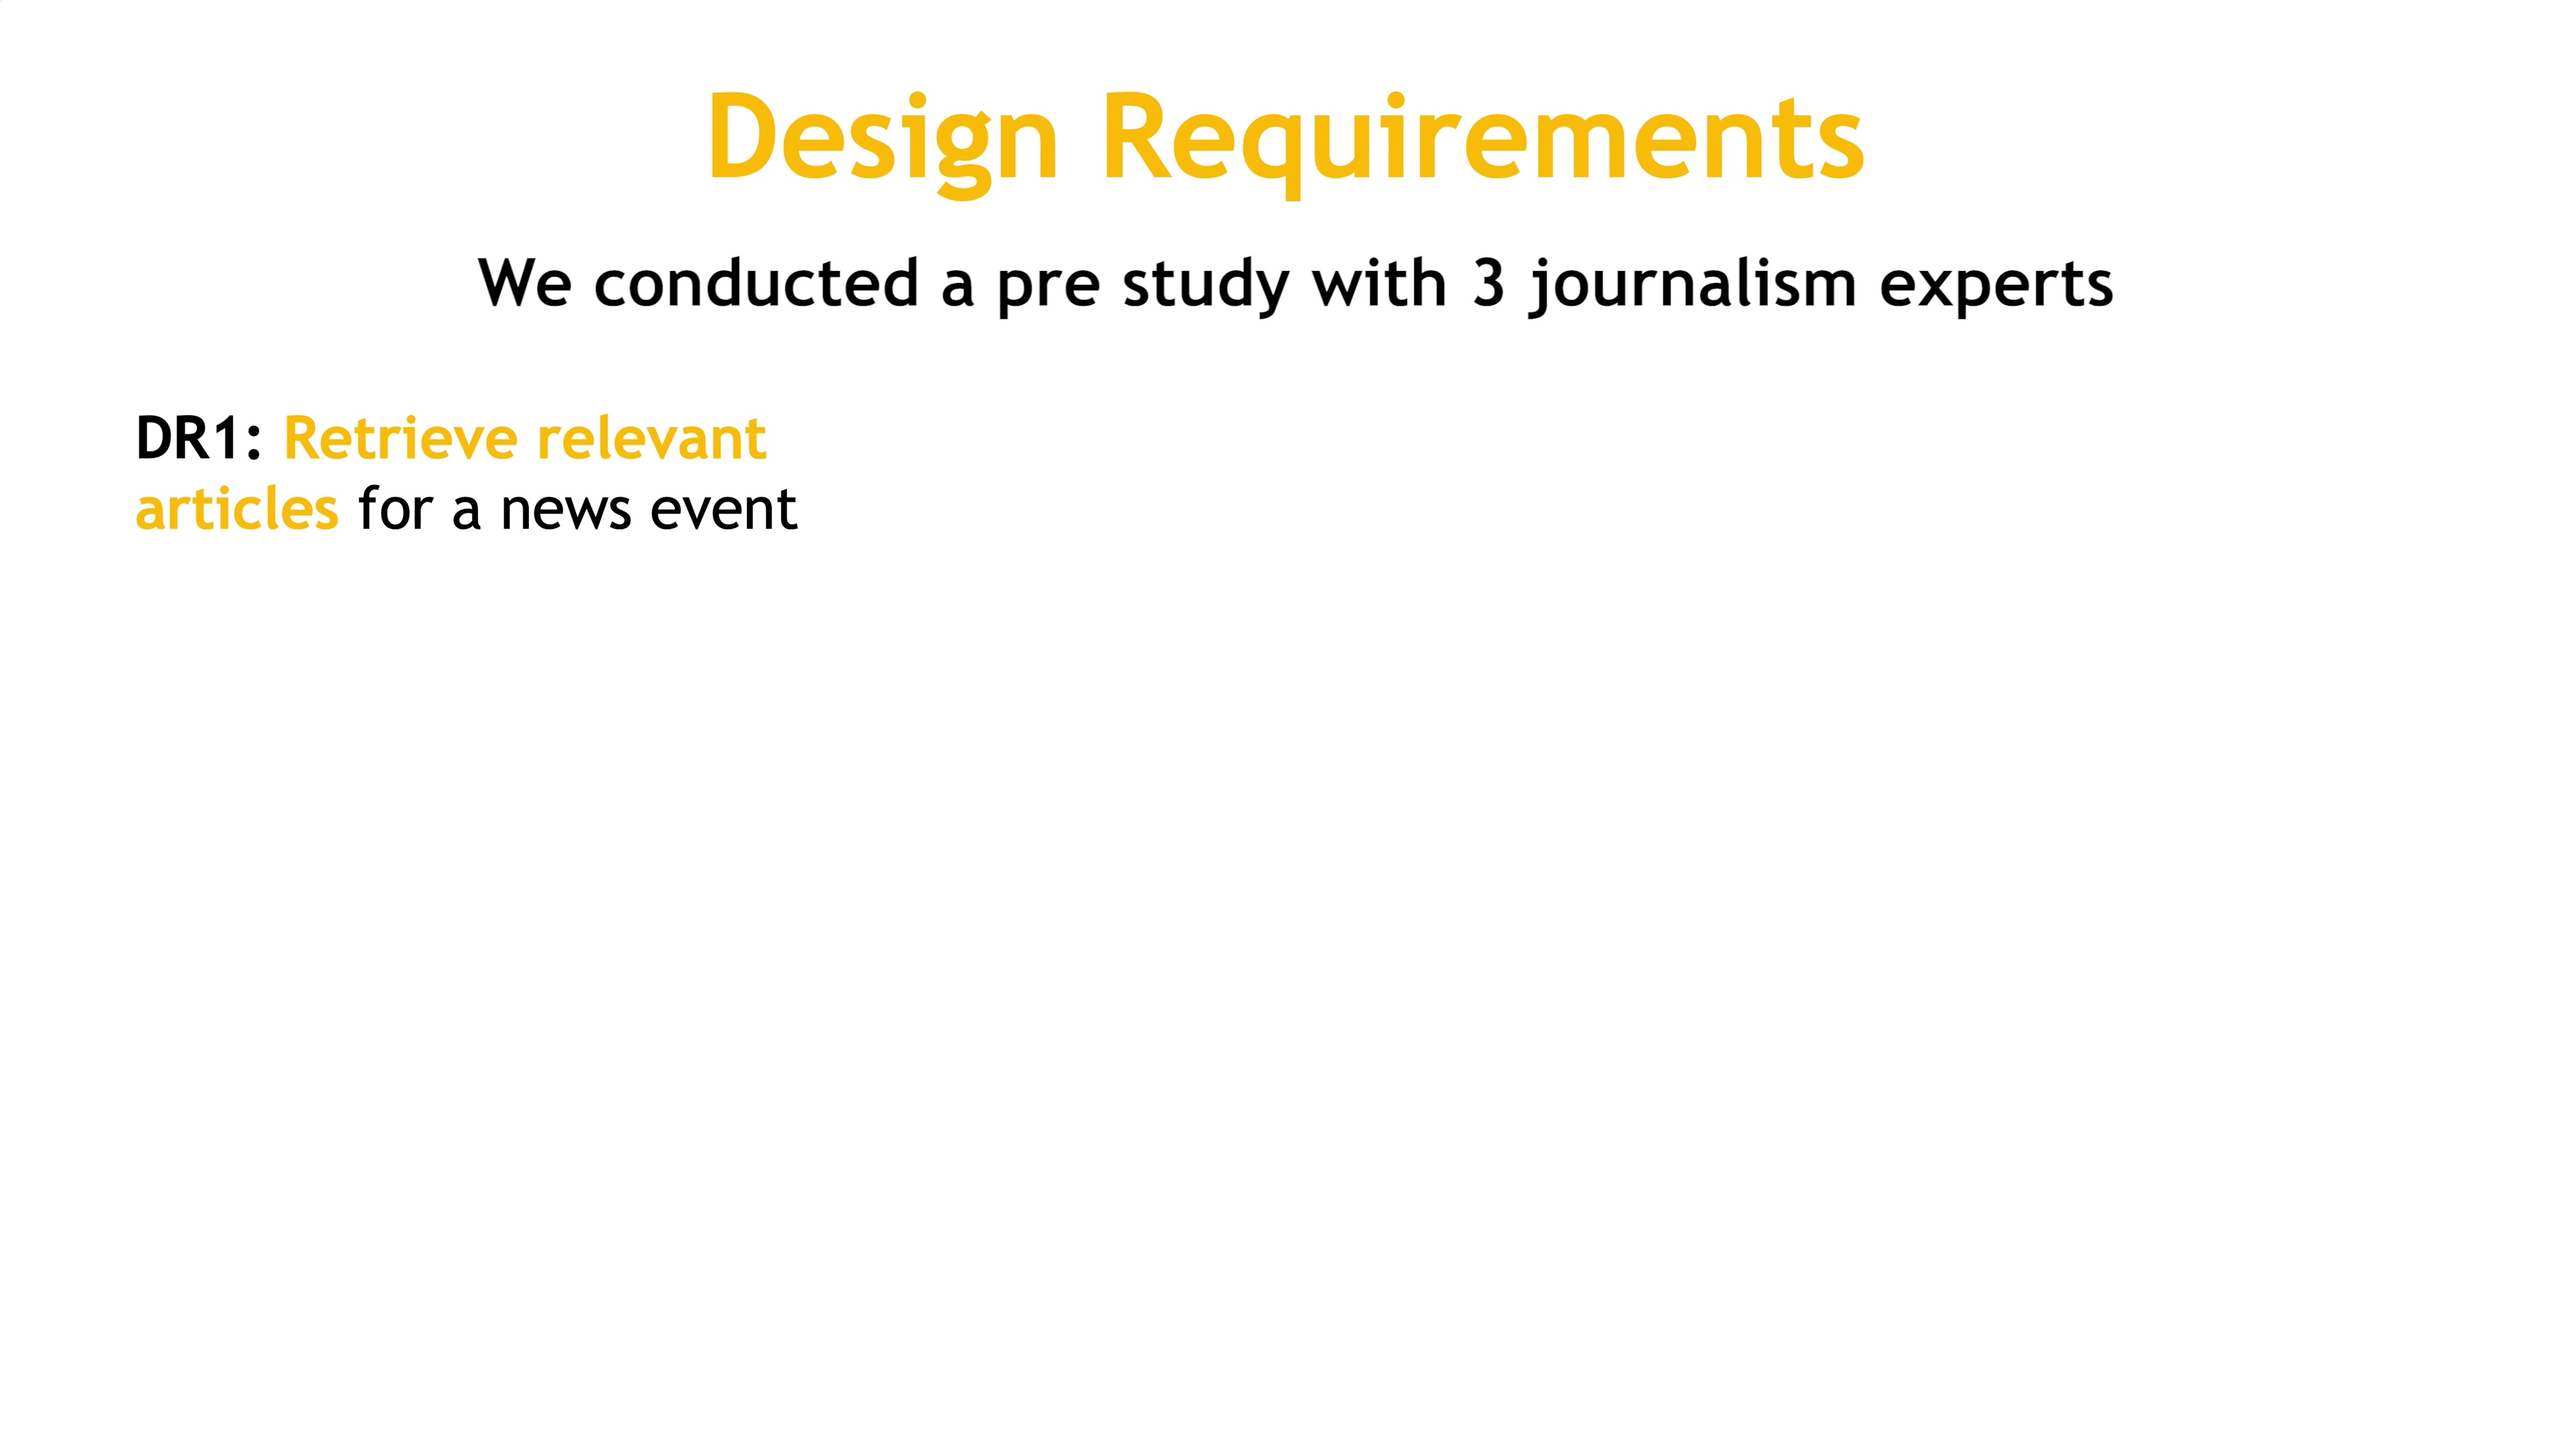 Design Requirements
We conducted a pre study with 3 journalism experts
DR1: Retrieve relevant
articles for a news event